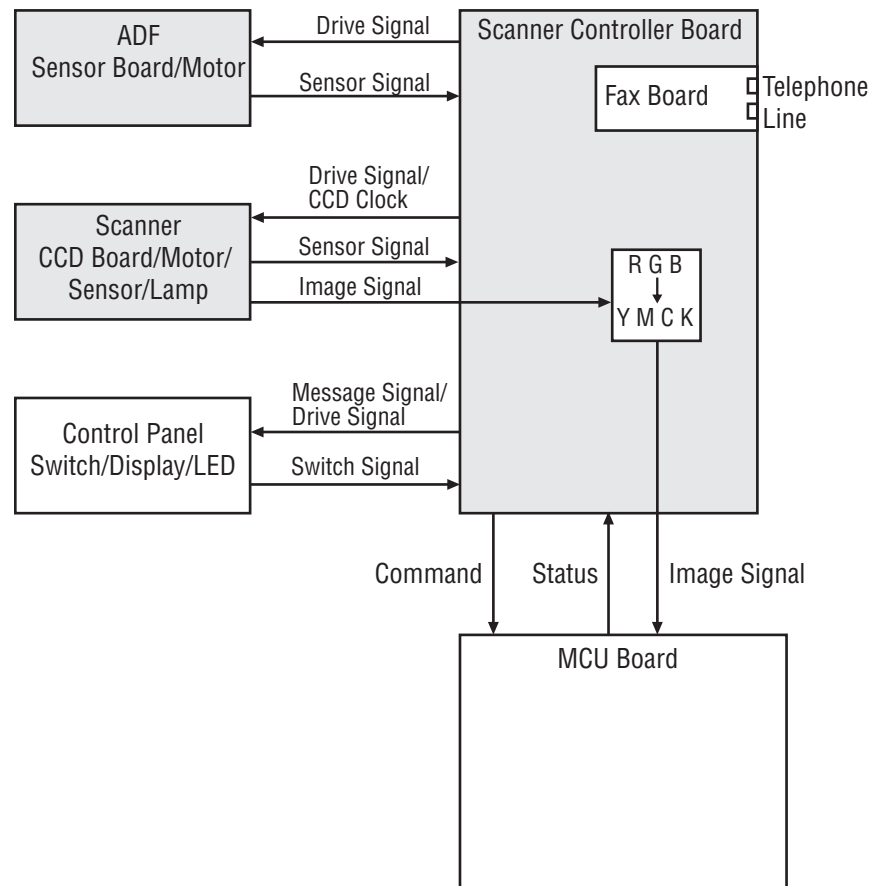 ADF
Sensor Board/Motor
Drive Signal
Sensor Signal
Scanner Controller Board
Fax Board
Telephone
Line
Scanner
CCD Board/Motor/
Sensor/Lamp
Drive Signal/
CCD Clock
Sensor Signal
Image Signal
R G B
Y M C K
Control Panel
Switch/Display/LED
Message Signal/
Drive Signal
Switch Signal
Command
Status
Image Signal
MCU Board